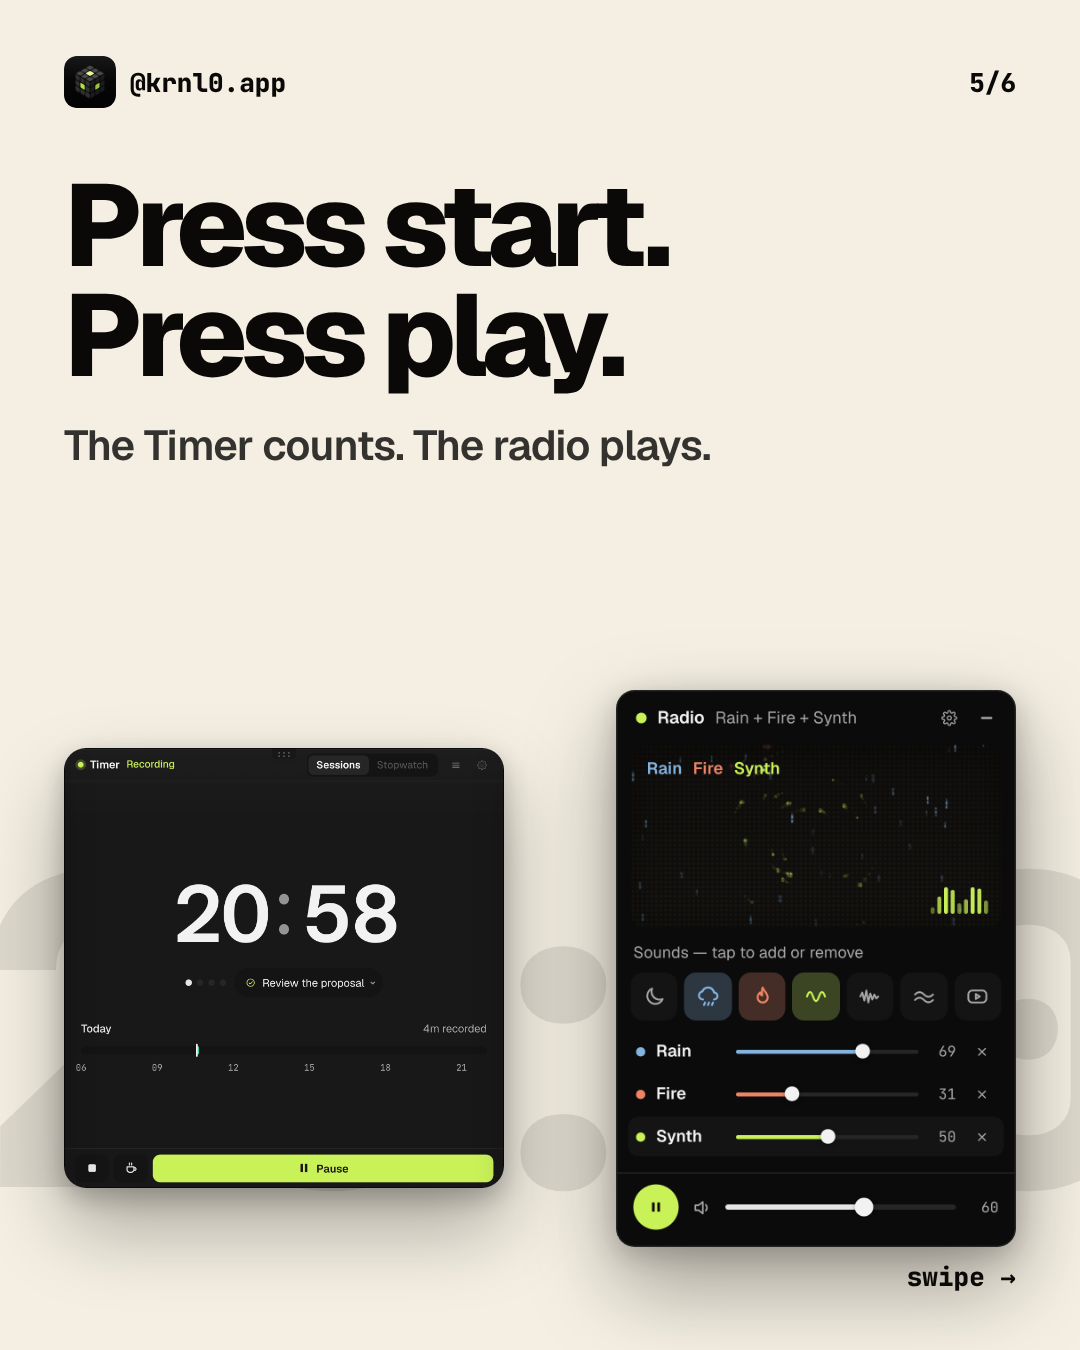 @krnl0.app
5/6
Press start.
Press play.
The Timer counts. The radio plays.
Timer Recording
Sessions Stopwatch
20:58
Review the proposal
Today
4m recorded
06 09 12 15 18 21
Pause
Radio Rain + Fire + Synth
Rain Fire Synth
Sounds — tap to add or remove
Rain 69 ×
Fire 31 ×
Synth 50 ×
60
swipe →